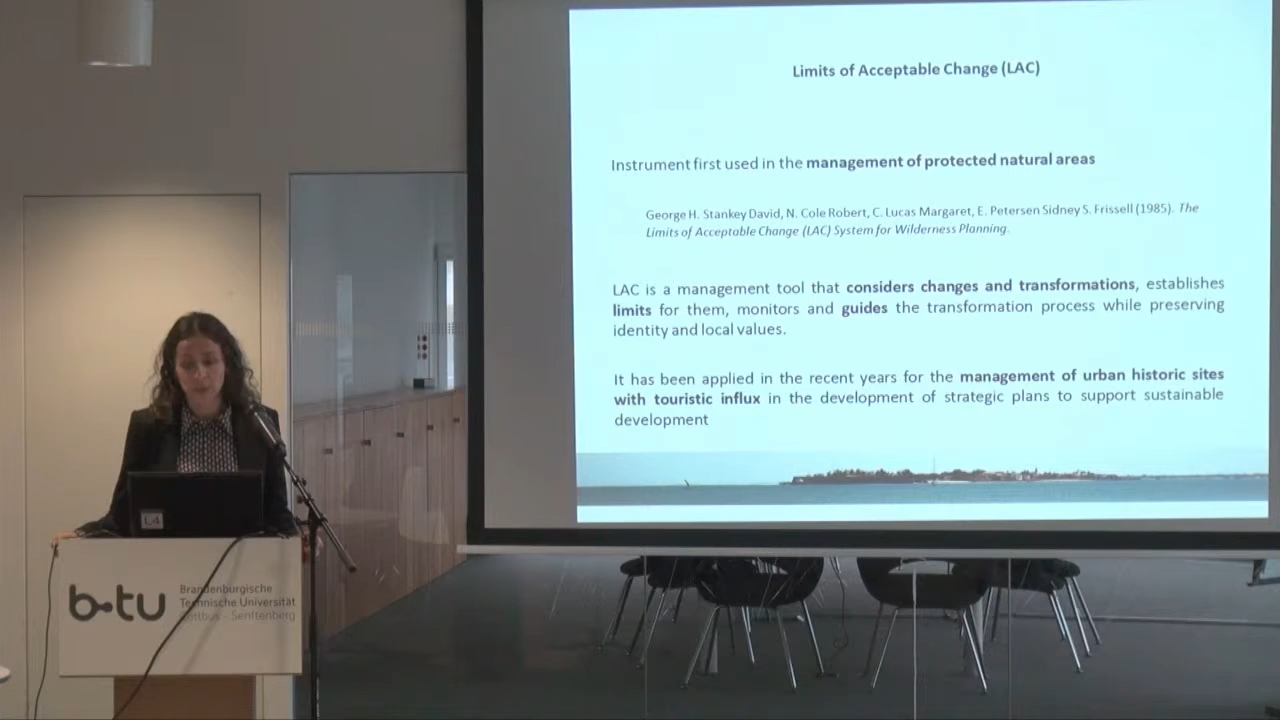 Limits of Acceptable Change (LAC)
Instrument first used in the management of protected natural areas
George H. Stankey David, N. Cole Robert, C. Lucas Margaret, E. Petersen Sidney S. Frissell (1985). The
Limits of Acceptable Change (LAC) System for Wilderness Planning.
LAC is a management tool that considers changes and transformations, establishes
limits for them, monitors and guides the transformation process while preserving
identity and local values.
It has been applied in the recent years for the management of urban historic sites
with touristic influx in the development of strategic plans to support sustainable
development
L4
b-tu
Brandenburgische
Technische Universität
Cottbus - Senftenberg